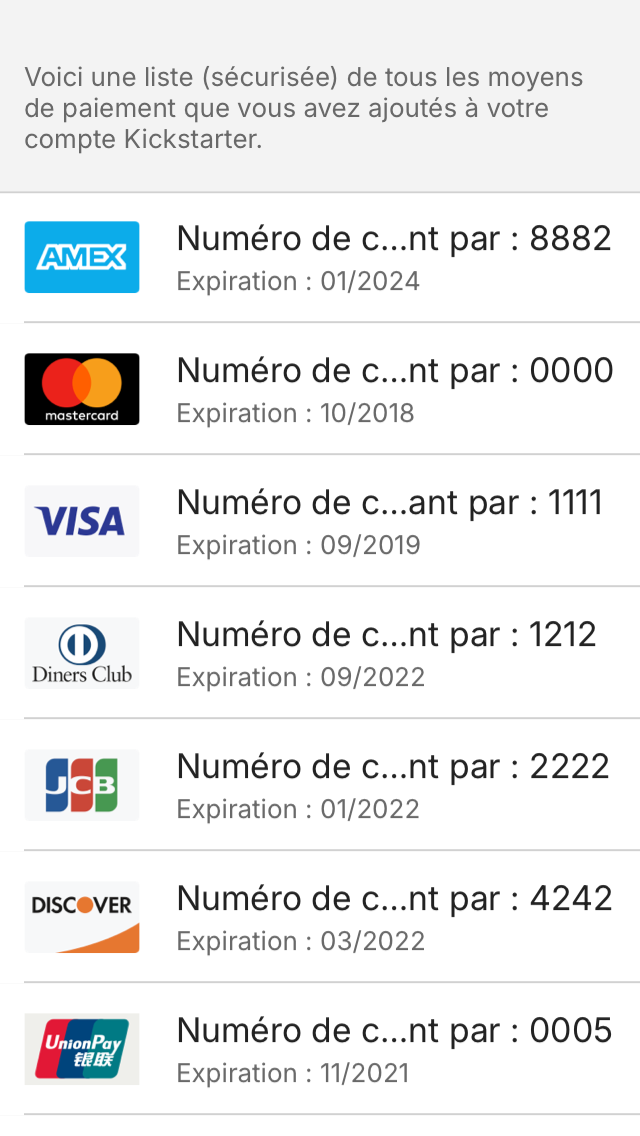 Voici une liste (sécurisée) de tous les moyens
de paiement que vous avez ajoutés à votre
compte Kickstarter.
AMEX
Numéro de c...nt par : 8882
Expiration : 01/2024
mastercard
Numéro de c...nt par : 0000
Expiration : 10/2018
VISA
Numéro de c...ant par : 1111
Expiration : 09/2019
Diners Club
Numéro de c...nt par : 1212
Expiration : 09/2022
JCB
Numéro de c...nt par : 2222
Expiration : 01/2022
DISCOVER
Numéro de c...nt par : 4242
Expiration : 03/2022
UnionPay
银联
Numéro de c...nt par : 0005
Expiration : 11/2021